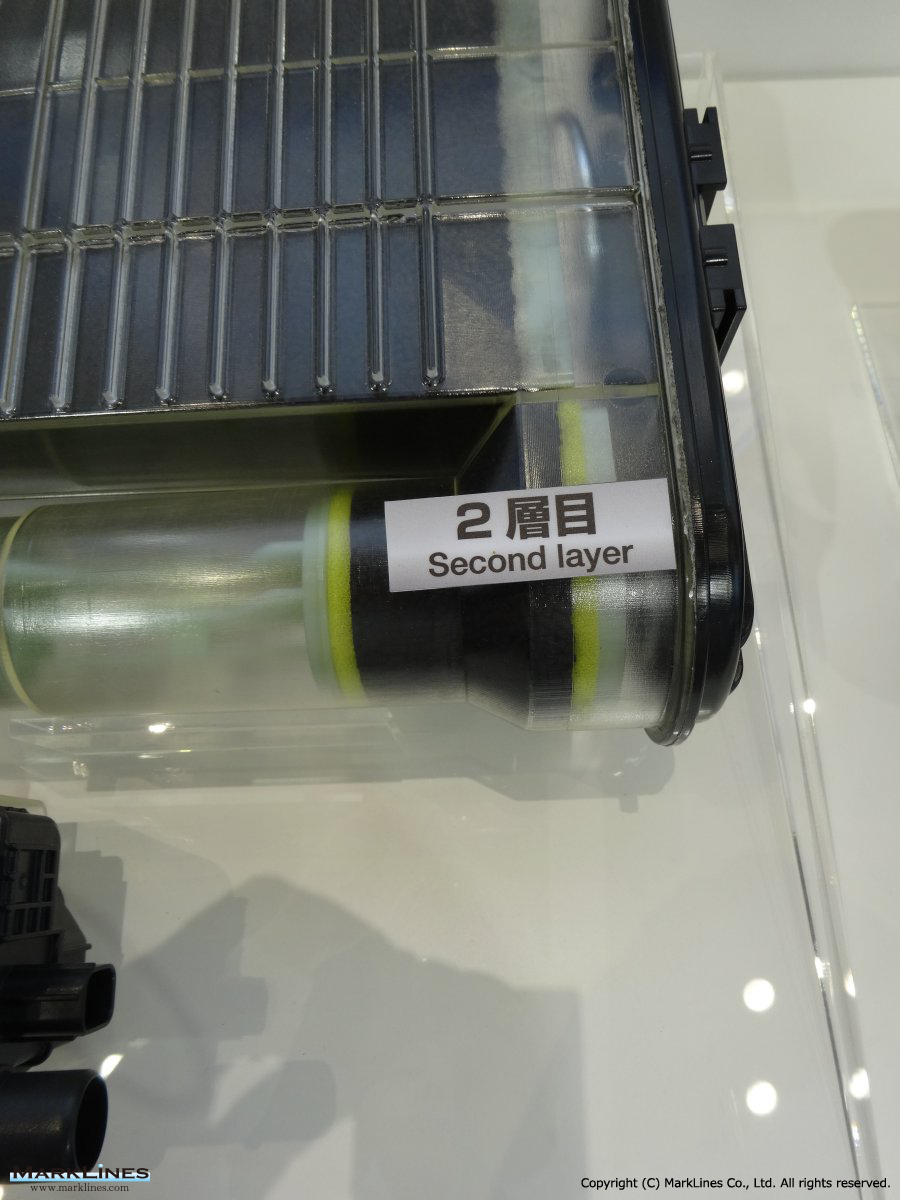 2層目
Second layer
MARKLINES
www.marklines.com
Copyright (C) MarkLines Co., Ltd. All rights reserved.